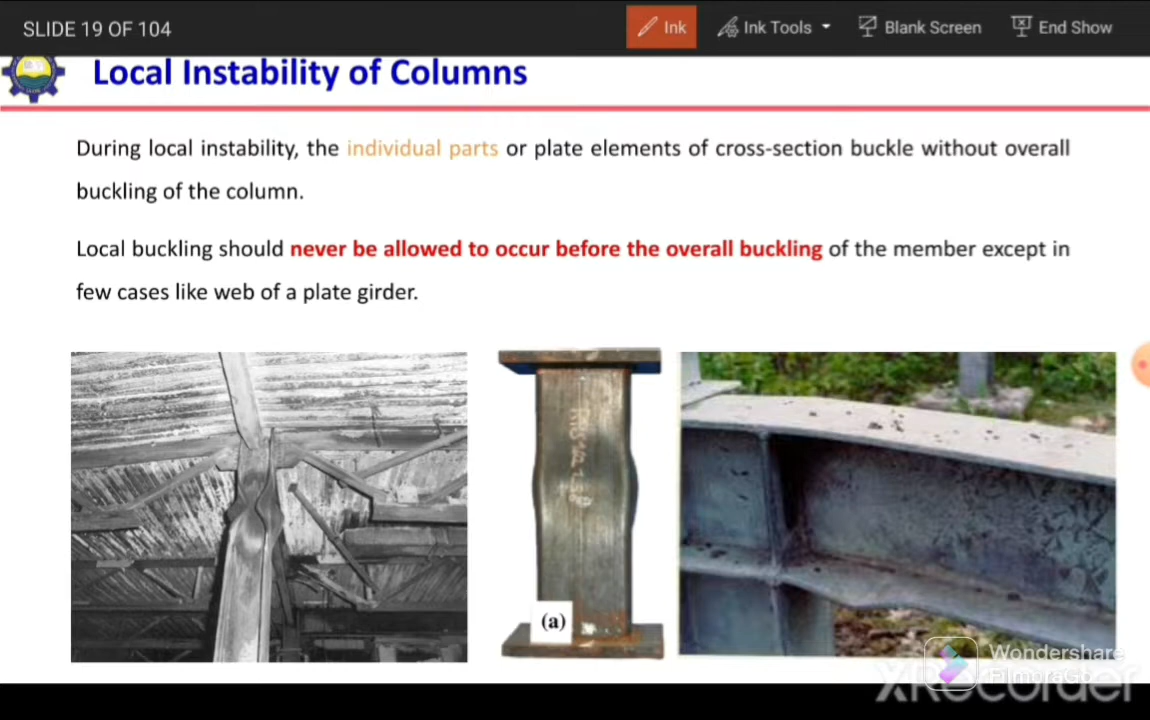 SLIDE 19 OF 104
Ink
Ink Tools
Blank Screen
End Show
Local Instability of Columns
During local instability, the individual parts or plate elements of cross-section buckle without overall
buckling of the column.
Local buckling should never be allowed to occur before the overall buckling of the member except in
few cases like web of a plate girder.
(a)
Wondershare
FilmoraGo
XRecorder